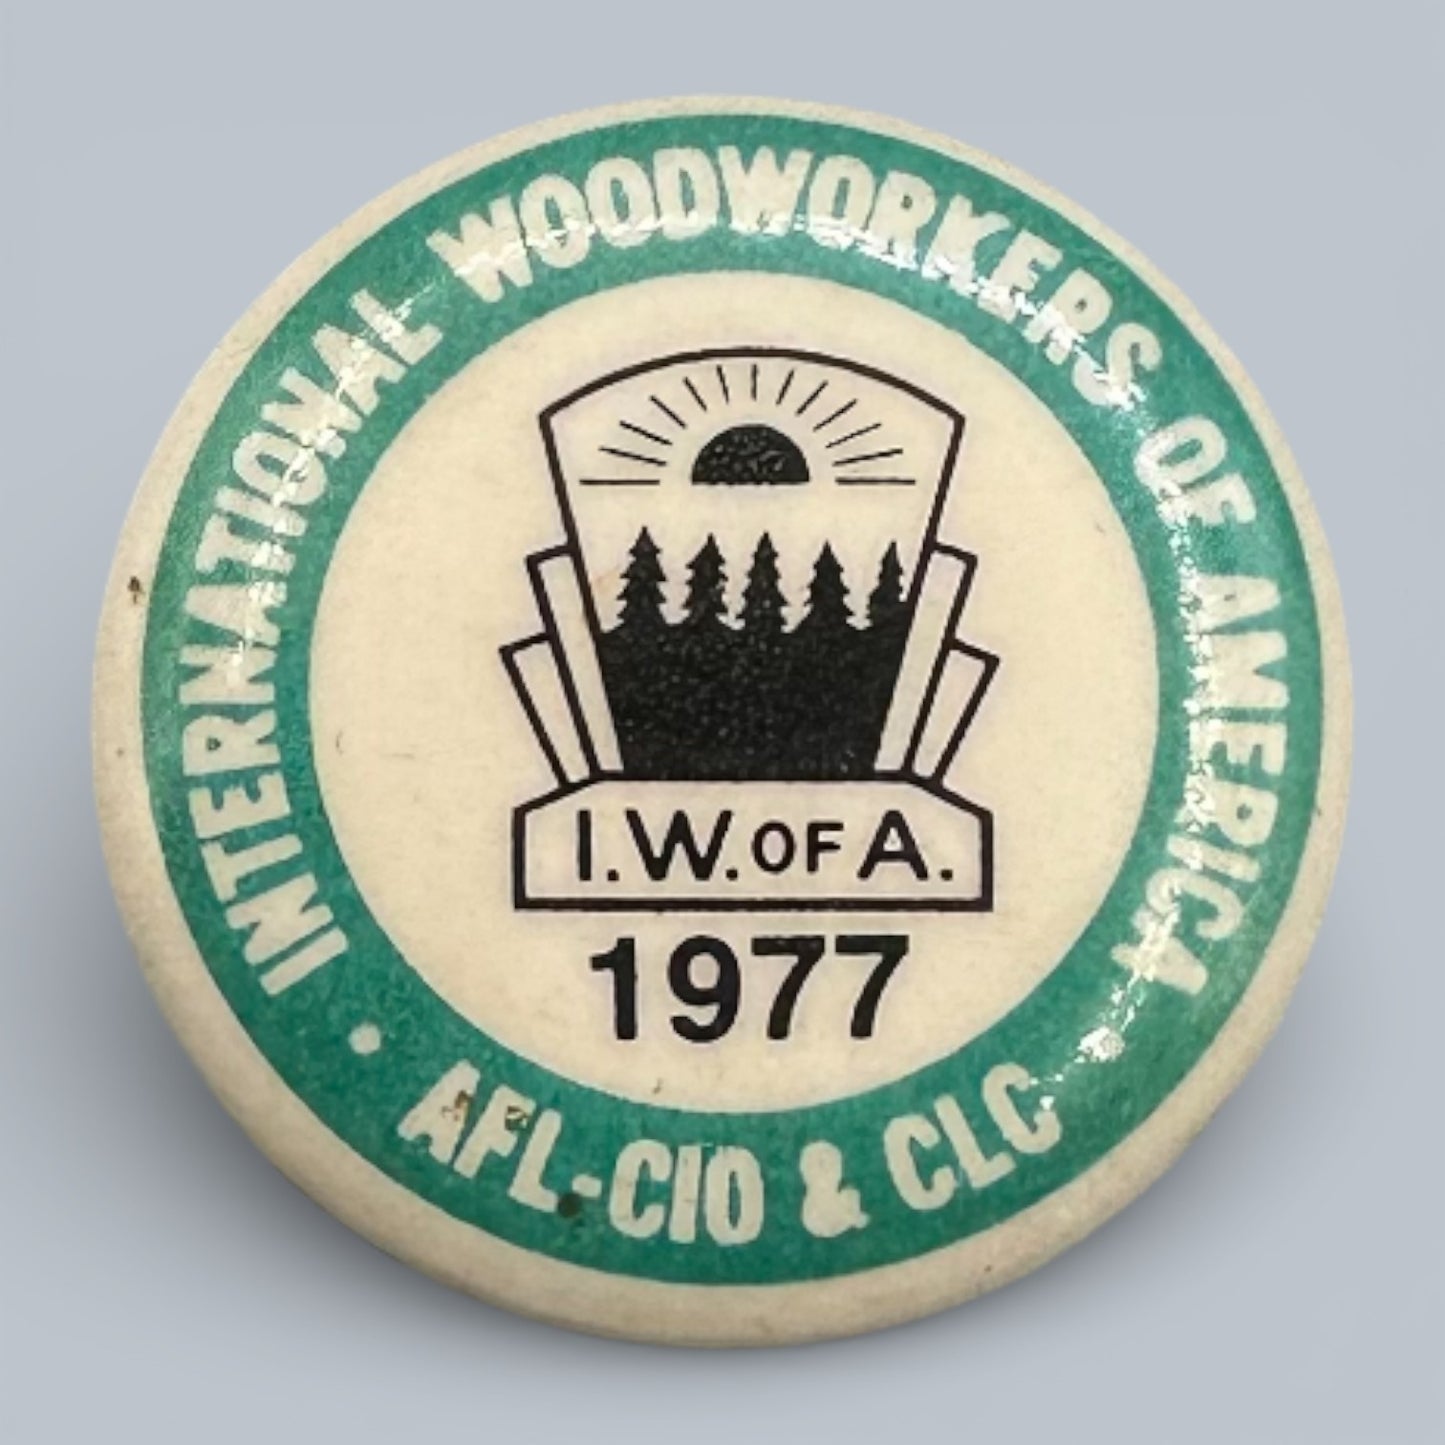 INTERNATIONAL WOODWORKERS OF AMERICA
I.W. OF A.
1977
• AFL-CIO & CLC